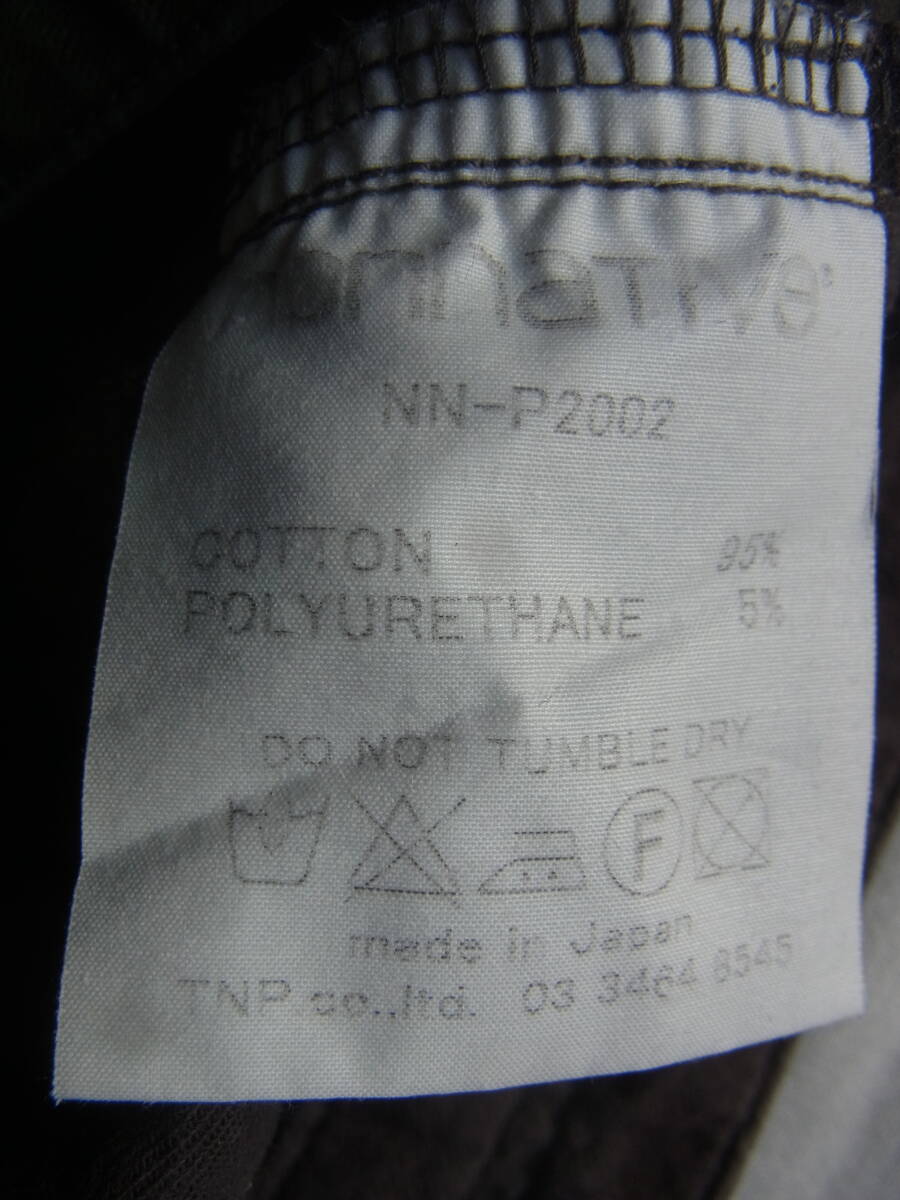 nonnative
NN-P2002
COTTON 95%
POLYURETHANE 5%
DO NOT TUMBLE DRY
F
made in Japan
TNP.co.,ltd. 03 3464 8545